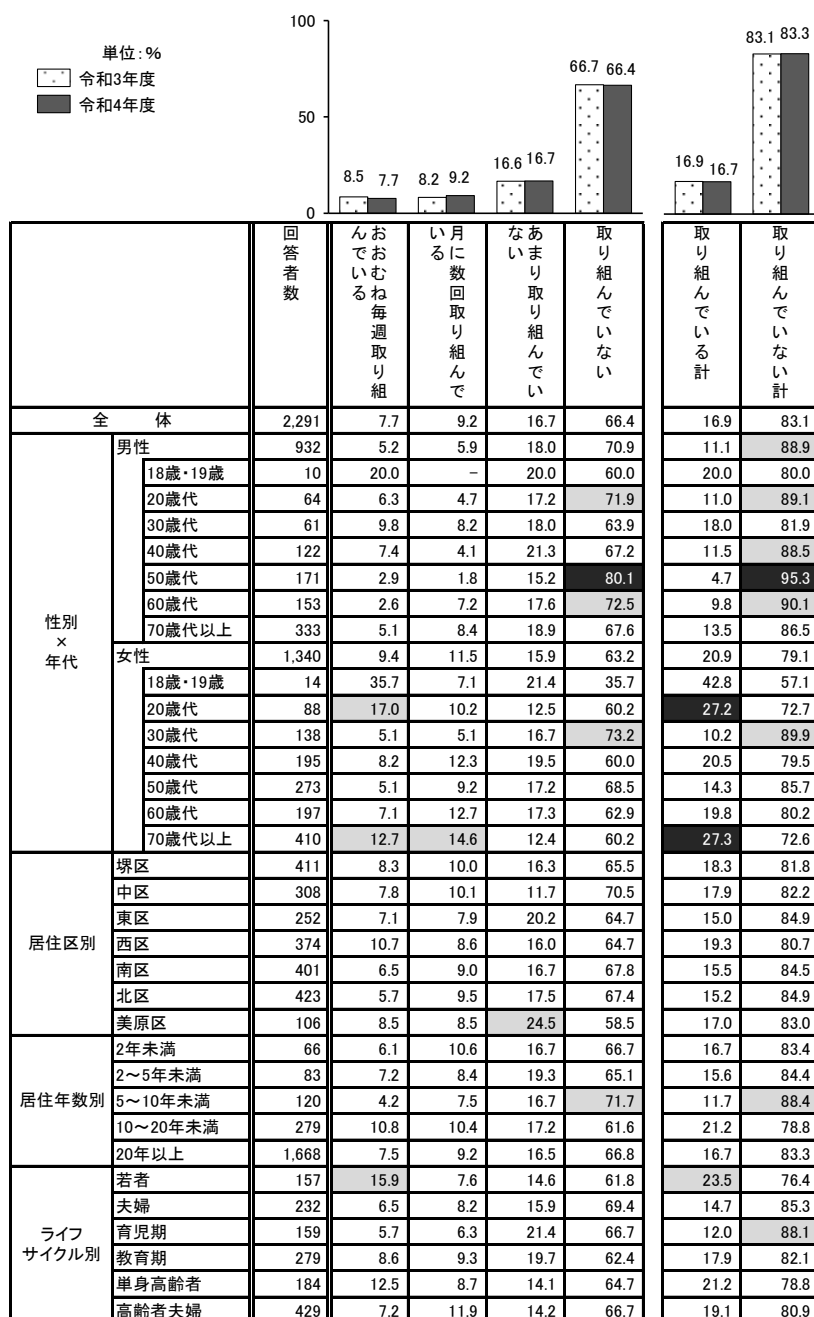 単位:%
令和3年度
令和4年度
100
50
0
8.5 7.7 8.2 9.2 16.6 16.7 66.7 66.4 16.9 16.7 83.1 83.3
回答者数
おおむね毎週取り組んでいる
月に数回取り組んでいる
あまり取り組んでいない
取り組んでいない
取り組んでいる計
取り組んでいない計
全 体 2,291 7.7 9.2 16.7 66.4 16.9 83.1
性別×年代
男性 932 5.2 5.9 18.0 70.9 11.1 88.9
18歳・19歳 10 20.0 − 20.0 60.0 20.0 80.0
20歳代 64 6.3 4.7 17.2 71.9 11.0 89.1
30歳代 61 9.8 8.2 18.0 63.9 18.0 81.9
40歳代 122 7.4 4.1 21.3 67.2 11.5 88.5
50歳代 171 2.9 1.8 15.2 80.1 4.7 95.3
60歳代 153 2.6 7.2 17.6 72.5 9.8 90.1
70歳代以上 333 5.1 8.4 18.9 67.6 13.5 86.5
女性 1,340 9.4 11.5 15.9 63.2 20.9 79.1
18歳・19歳 14 35.7 7.1 21.4 35.7 42.8 57.1
20歳代 88 17.0 10.2 12.5 60.2 27.2 72.7
30歳代 138 5.1 5.1 16.7 73.2 10.2 89.9
40歳代 195 8.2 12.3 19.5 60.0 20.5 79.5
50歳代 273 5.1 9.2 17.2 68.5 14.3 85.7
60歳代 197 7.1 12.7 17.3 62.9 19.8 80.2
70歳代以上 410 12.7 14.6 12.4 60.2 27.3 72.6
居住区別
堺区 411 8.3 10.0 16.3 65.5 18.3 81.8
中区 308 7.8 10.1 11.7 70.5 17.9 82.2
東区 252 7.1 7.9 20.2 64.7 15.0 84.9
西区 374 10.7 8.6 16.0 64.7 19.3 80.7
南区 401 6.5 9.0 16.7 67.8 15.5 84.5
北区 423 5.7 9.5 17.5 67.4 15.2 84.9
美原区 106 8.5 8.5 24.5 58.5 17.0 83.0
居住年数別
2年未満 66 6.1 10.6 16.7 66.7 16.7 83.4
2～5年未満 83 7.2 8.4 19.3 65.1 15.6 84.4
5～10年未満 120 4.2 7.5 16.7 71.7 11.7 88.4
10～20年未満 279 10.8 10.4 17.2 61.6 21.2 78.8
20年以上 1,668 7.5 9.2 16.5 66.8 16.7 83.3
ライフサイクル別
若者 157 15.9 7.6 14.6 61.8 23.5 76.4
夫婦 232 6.5 8.2 15.9 69.4 14.7 85.3
育児期 159 5.7 6.3 21.4 66.7 12.0 88.1
教育期 279 8.6 9.3 19.7 62.4 17.9 82.1
単身高齢者 184 12.5 8.7 14.1 64.7 21.2 78.8
高齢者夫婦 429 7.2 11.9 14.2 66.7 19.1 80.9